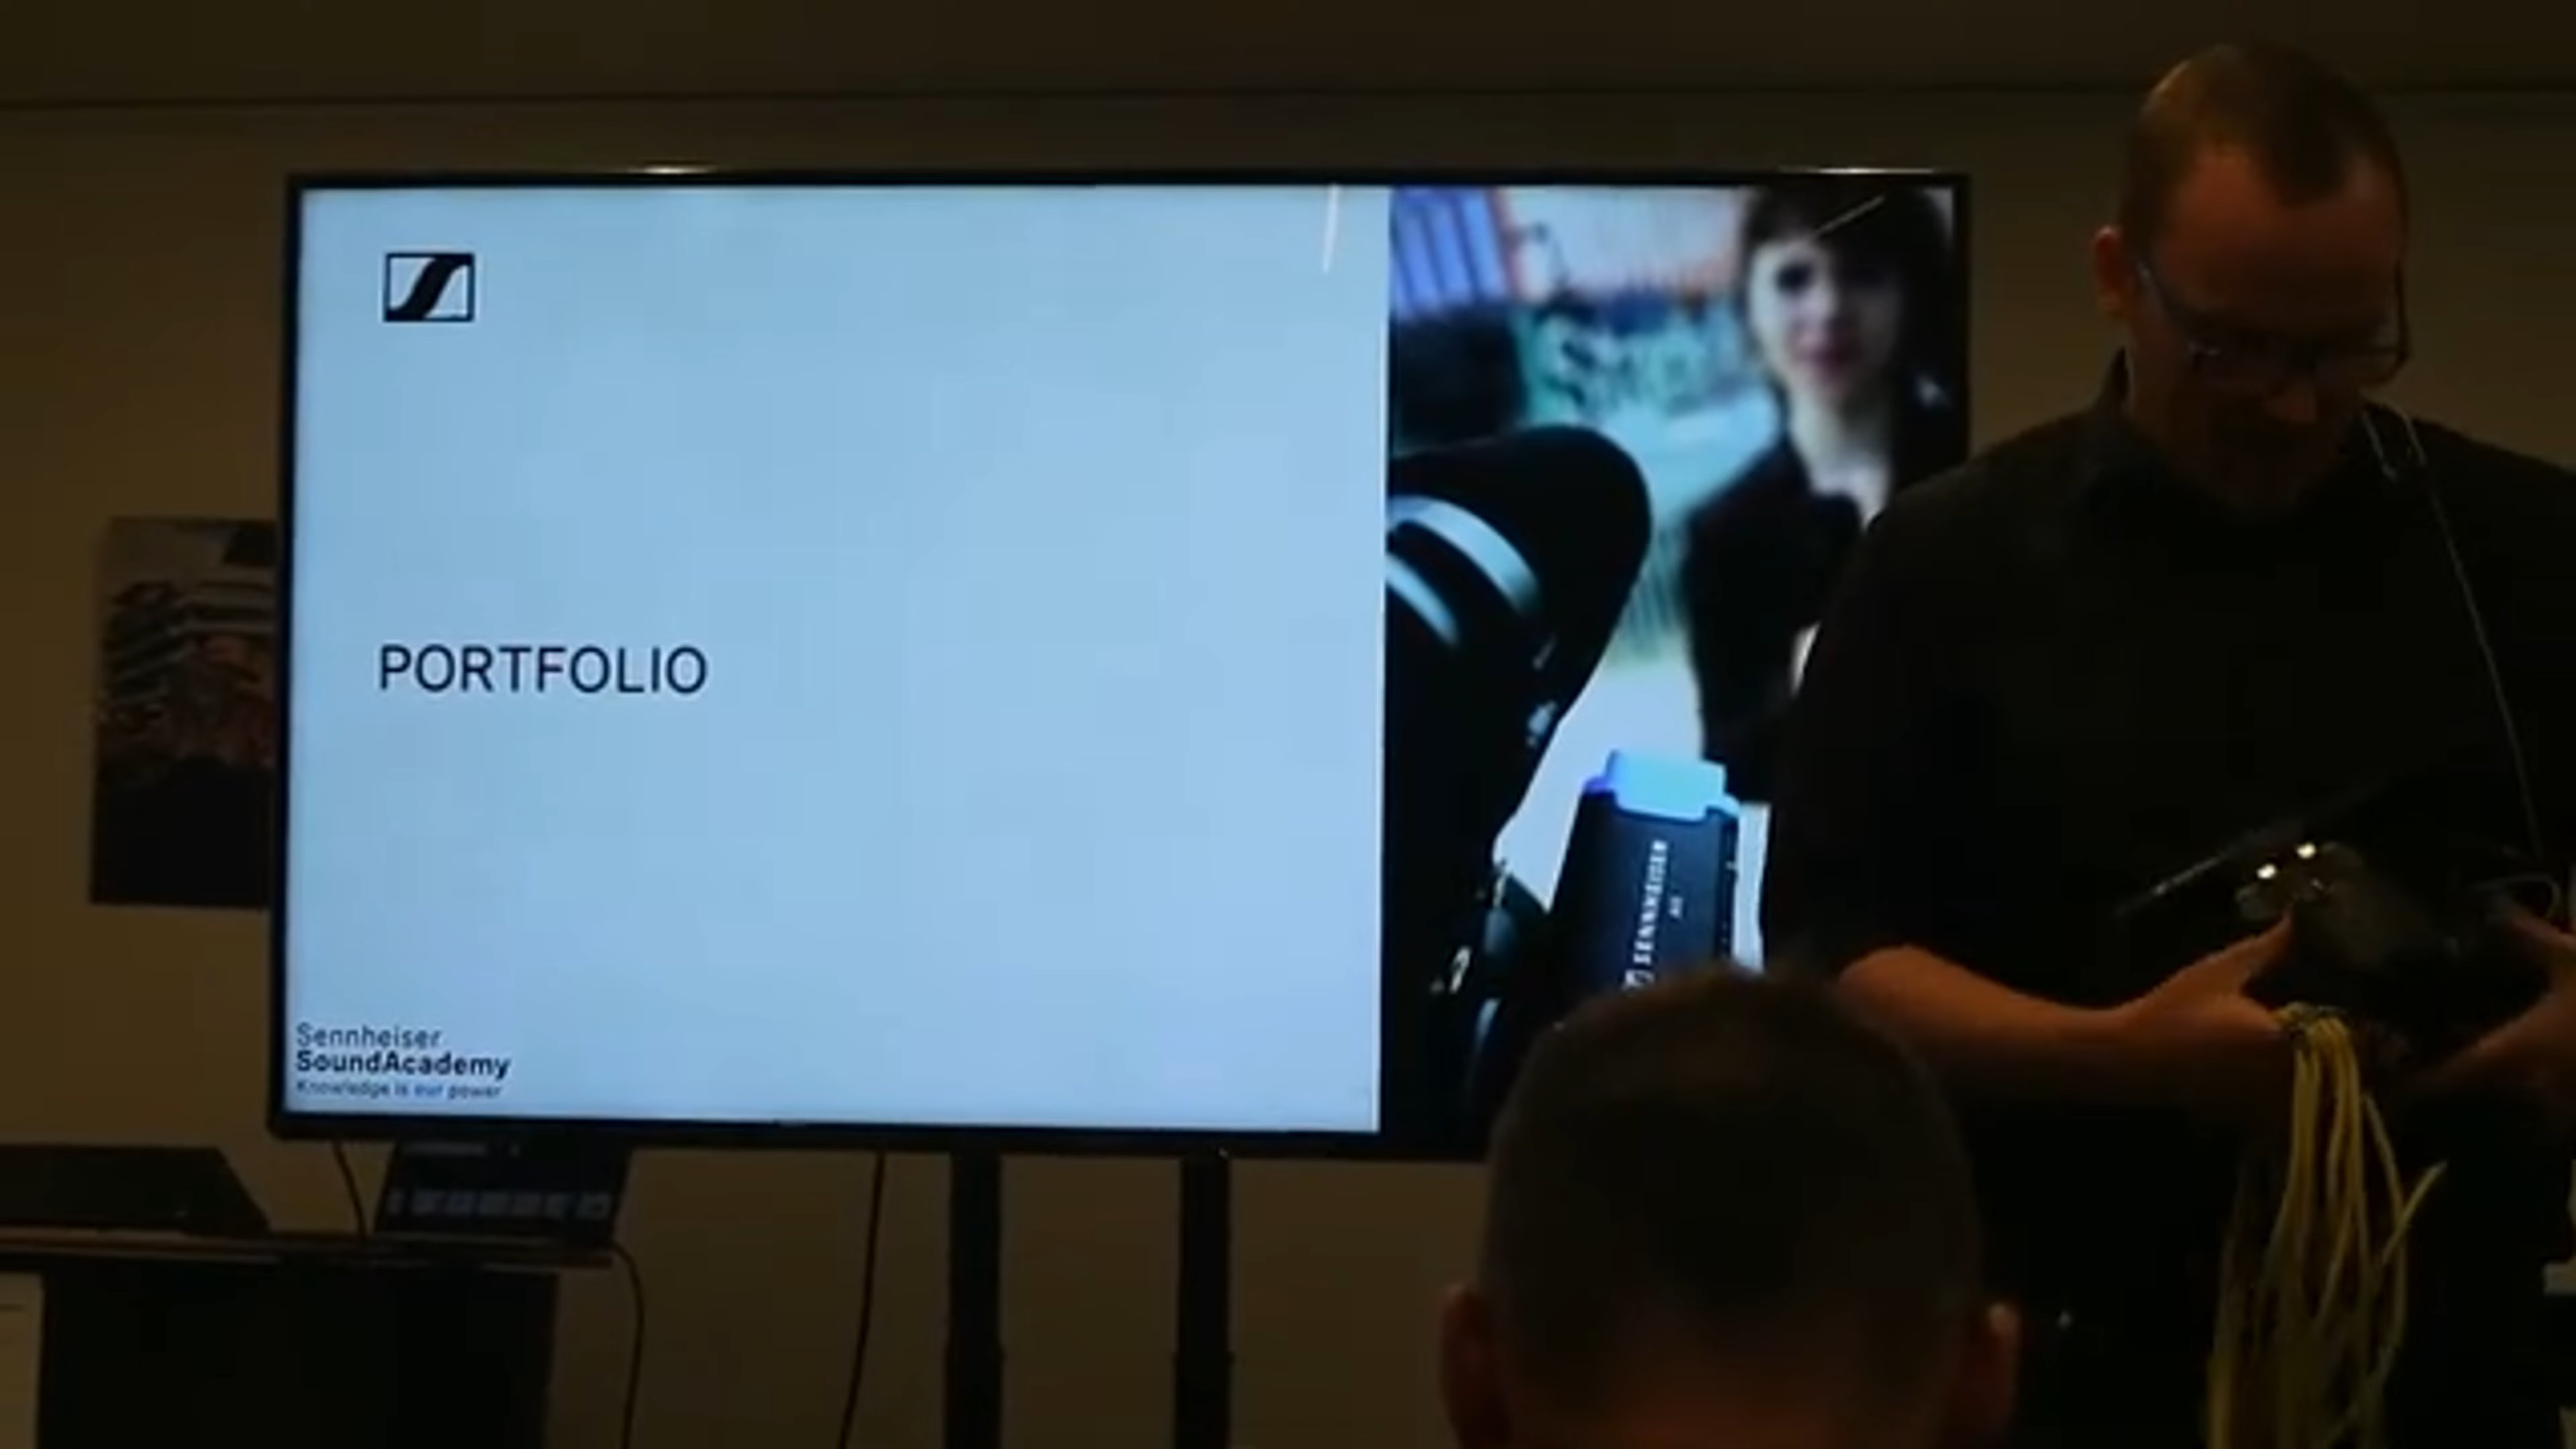 PORTFOLIO
Sennheiser
SoundAcademy
Knowledge is our power
SENNHEISER